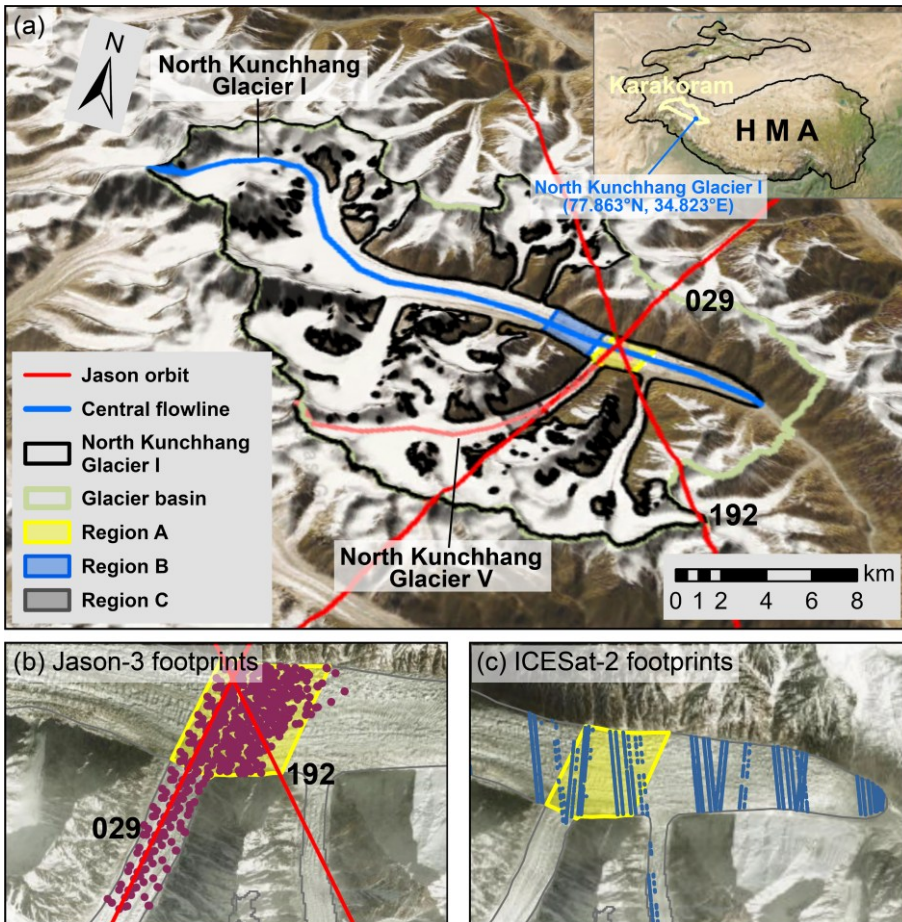 (a)
N
North Kunchhang
Glacier I
Karakoram
H M A
North Kunchhang Glacier I
(77.863°N, 34.823°E)
029
Jason orbit
Central flowline
North Kunchhang
Glacier I
Glacier basin
Region A
Region B
Region C
192
North Kunchhang
Glacier V
km
0 1 2 4 6 8
(b) Jason-3 footprints
192
029
(c) ICESat-2 footprints